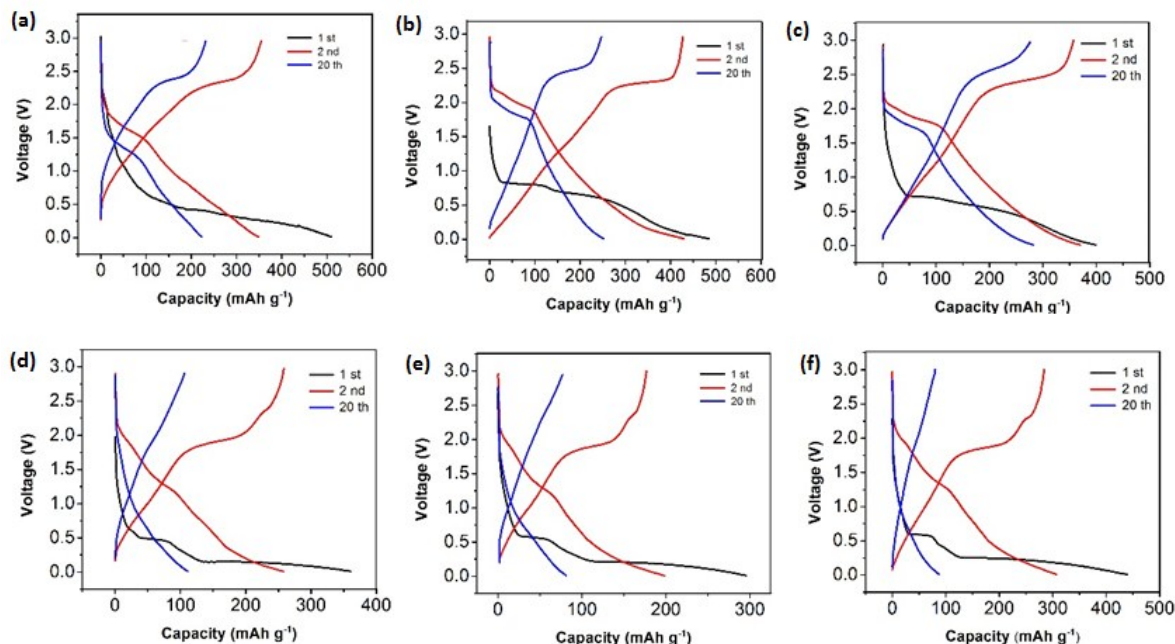 (a)
1 st
2 nd
20 th
3.0
2.5
2.0
1.5
1.0
0.5
0.0
Voltage (V)
0 100 200 300 400 500 600
Capacity (mAh g⁻¹)
(b)
1 st
2 nd
20 th
3.0
2.5
2.0
1.5
1.0
0.5
0.0
Voltage (V)
0 100 200 300 400 500 600
Capacity (mAh g⁻¹)
(c)
1 st
2 nd
20 th
3.0
2.5
2.0
1.5
1.0
0.5
0.0
Voltage (V)
0 100 200 300 400 500
Capacity (mAh g⁻¹)
(d)
1 st
2 nd
20 th
3.0
2.5
2.0
1.5
1.0
0.5
0.0
Voltage (V)
0 100 200 300 400
Capacity (mAh g⁻¹)
(e)
1 st
2 nd
20 th
3.0
2.5
2.0
1.5
1.0
0.5
0.0
Voltage (V)
0 100 200 300
Capacity (mAh g⁻¹)
(f)
1 st
2 nd
20 th
3.0
2.5
2.0
1.5
1.0
0.5
0.0
Voltage (V)
0 100 200 300 400 500
Capacity (mAh g⁻¹)